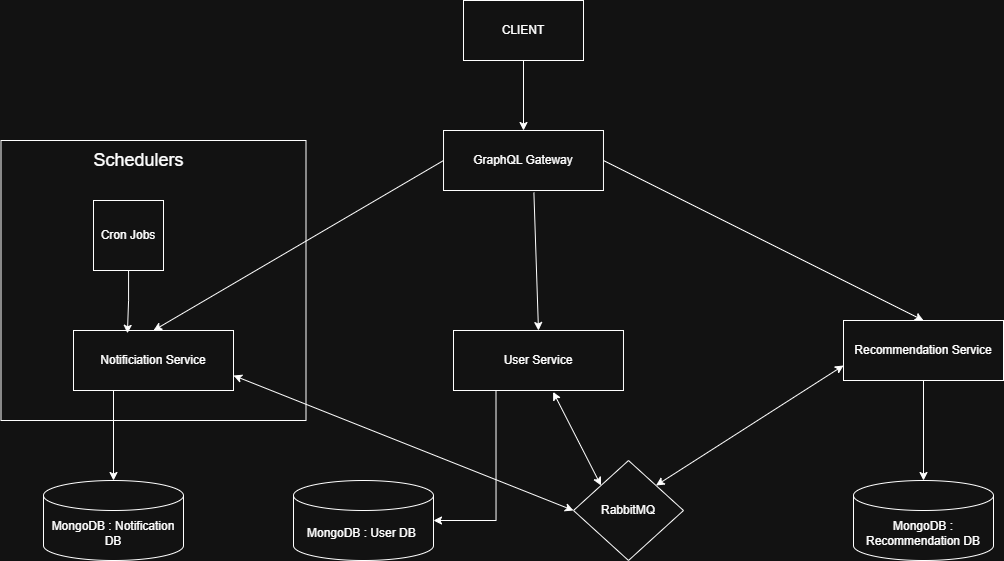 CLIENT
GraphQL Gateway
Schedulers
Cron Jobs
Notificiation Service
User Service
Recommendation Service
RabbitMQ
MongoDB : Notification
DB
MongoDB : User DB
MongoDB :
Recommendation DB